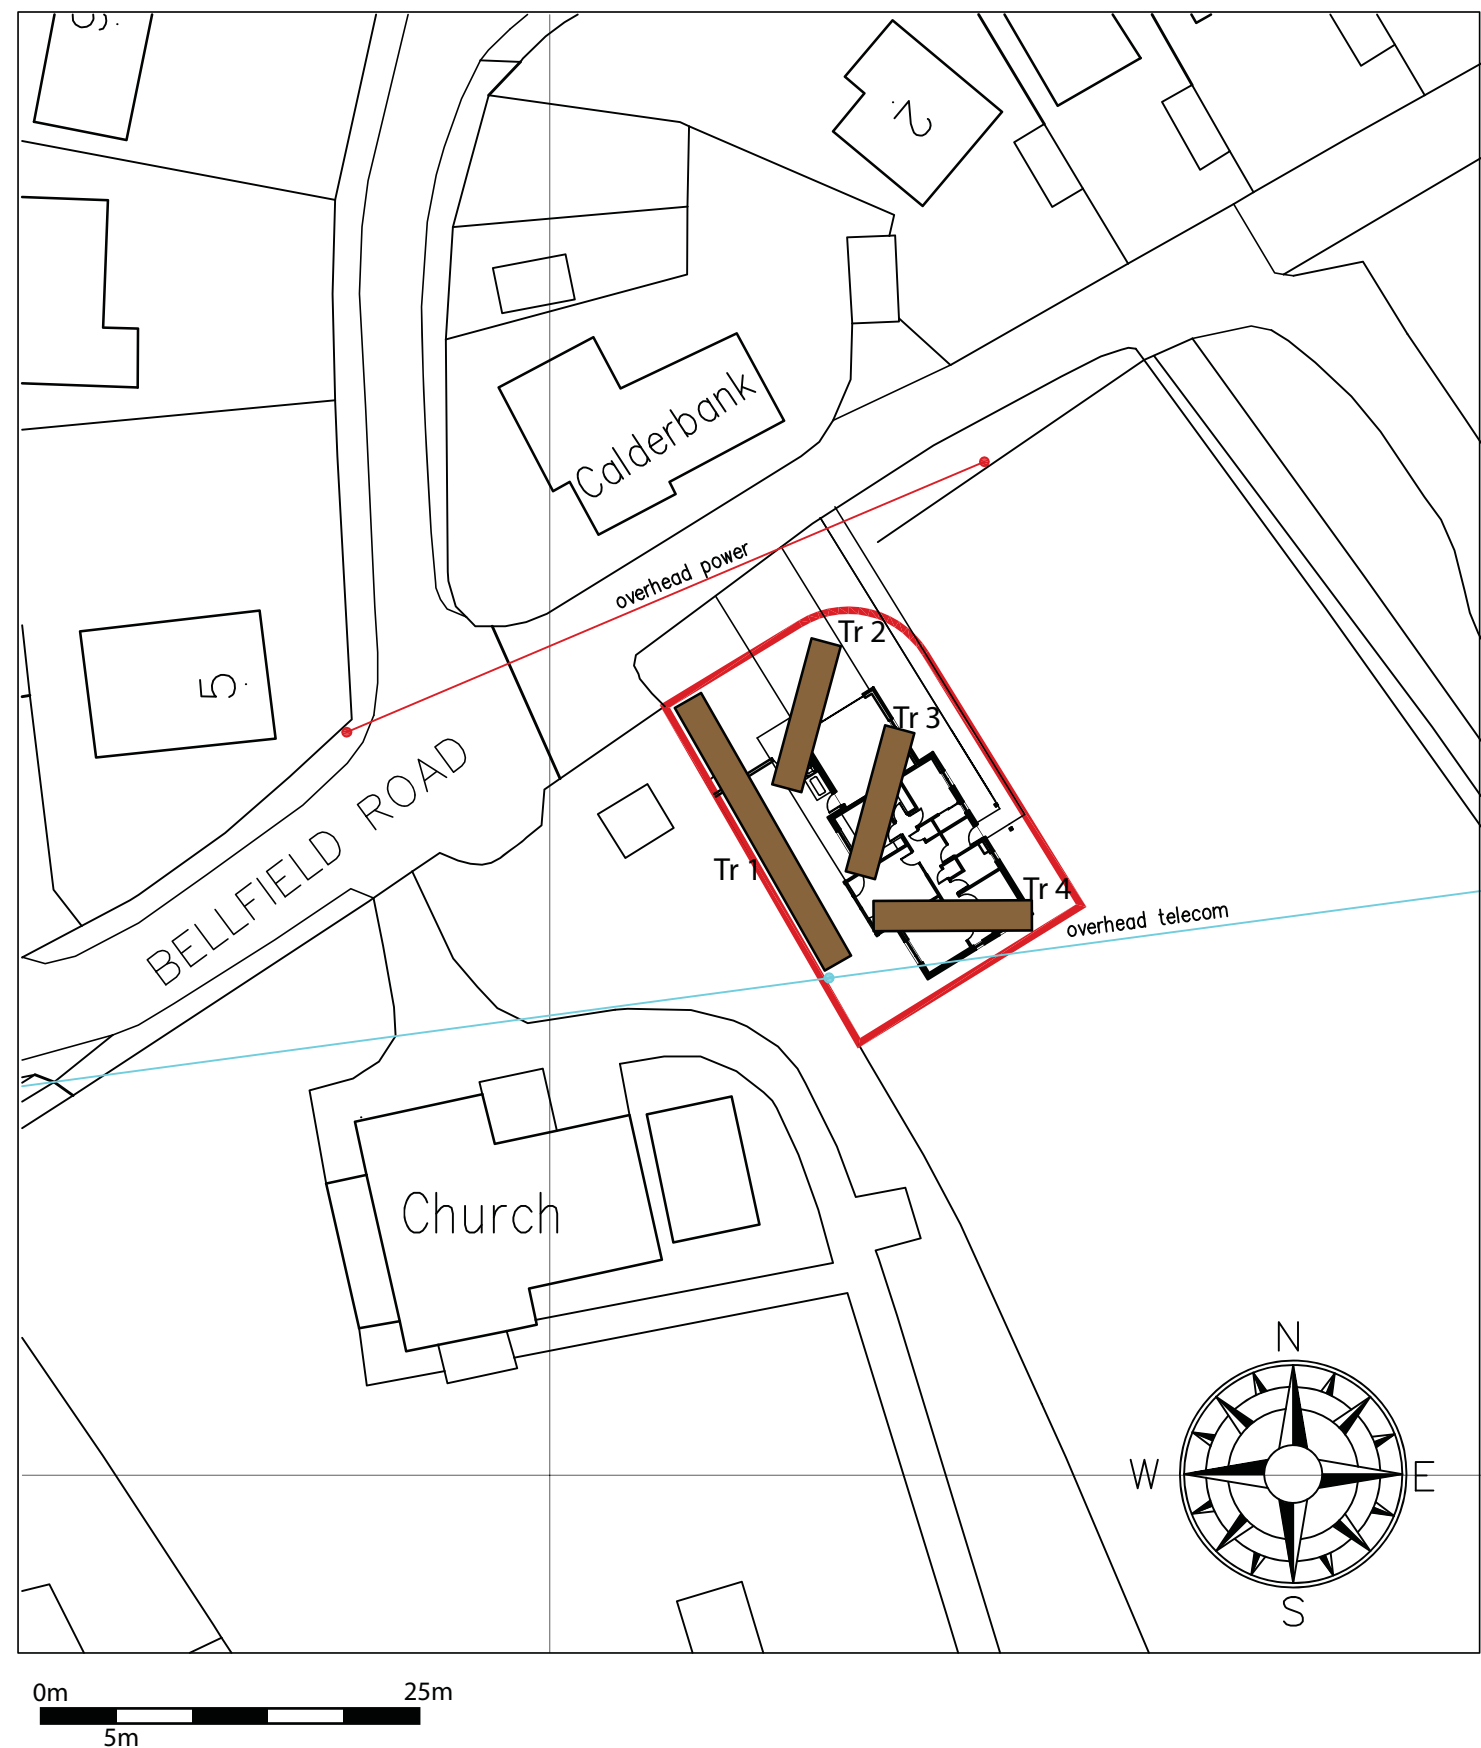 2
Calderbank
overhead power
Tr 2
5
Tr 3
BELLFIELD ROAD
Tr 1
Tr 4
overhead telecom
Church
N
W
E
S
0m
25m
5m